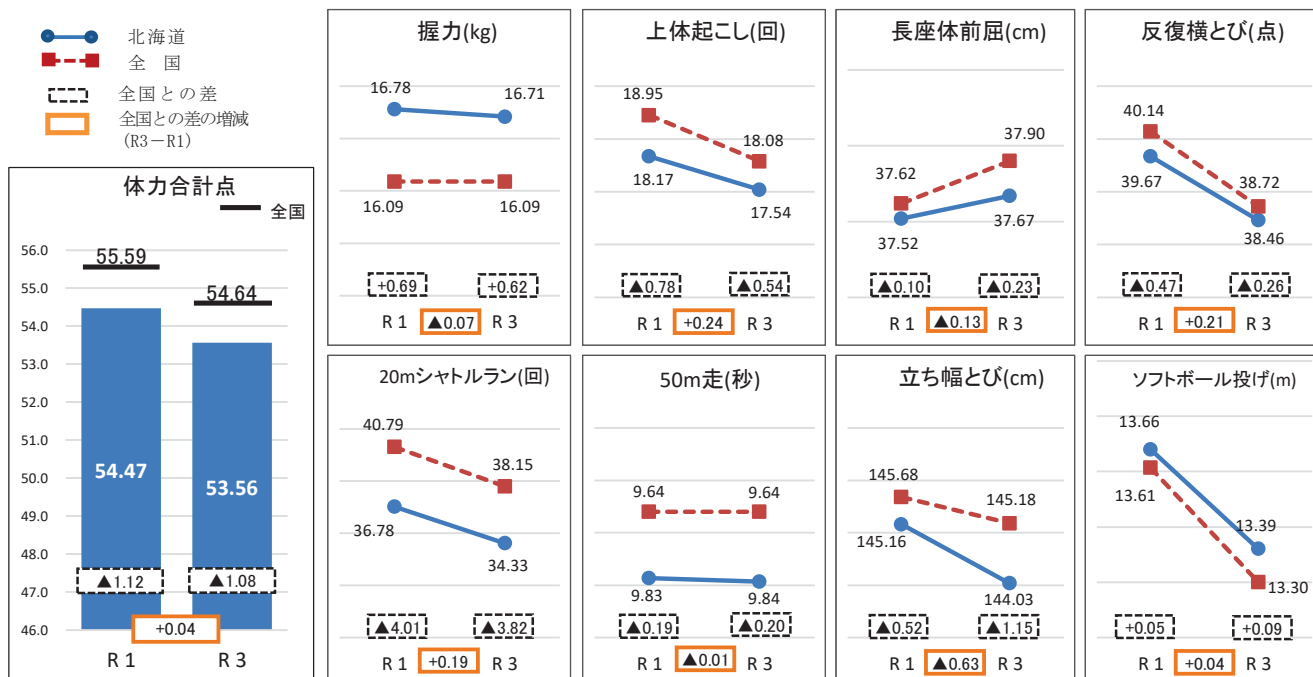 北海道
全　国
全国との差
全国との差の増減
(R3－R1)
体力合計点
全国
56.0
55.0
54.0
53.0
52.0
51.0
50.0
49.0
48.0
47.0
46.0
55.59
54.64
54.47
53.56
▲1.12
▲1.08
+0.04
R 1
R 3
握力(kg)
16.78
16.71
16.09
16.09
+0.69
+0.62
R 1
▲0.07
R 3
上体起こし(回)
18.95
18.08
18.17
17.54
▲0.78
▲0.54
R 1
+0.24
R 3
長座体前屈(cm)
37.90
37.62
37.67
37.52
▲0.10
▲0.23
R 1
▲0.13
R 3
反復横とび(点)
40.14
39.67
38.72
38.46
▲0.47
▲0.26
R 1
+0.21
R 3
20mシャトルラン(回)
40.79
38.15
36.78
34.33
▲4.01
▲3.82
R 1
+0.19
R 3
50m走(秒)
9.64
9.64
9.83
9.84
▲0.19
▲0.20
R 1
▲0.01
R 3
立ち幅とび(cm)
145.68
145.18
145.16
144.03
▲0.52
▲1.15
R 1
▲0.63
R 3
ソフトボール投げ(m)
13.66
13.61
13.39
13.30
+0.05
+0.09
R 1
+0.04
R 3